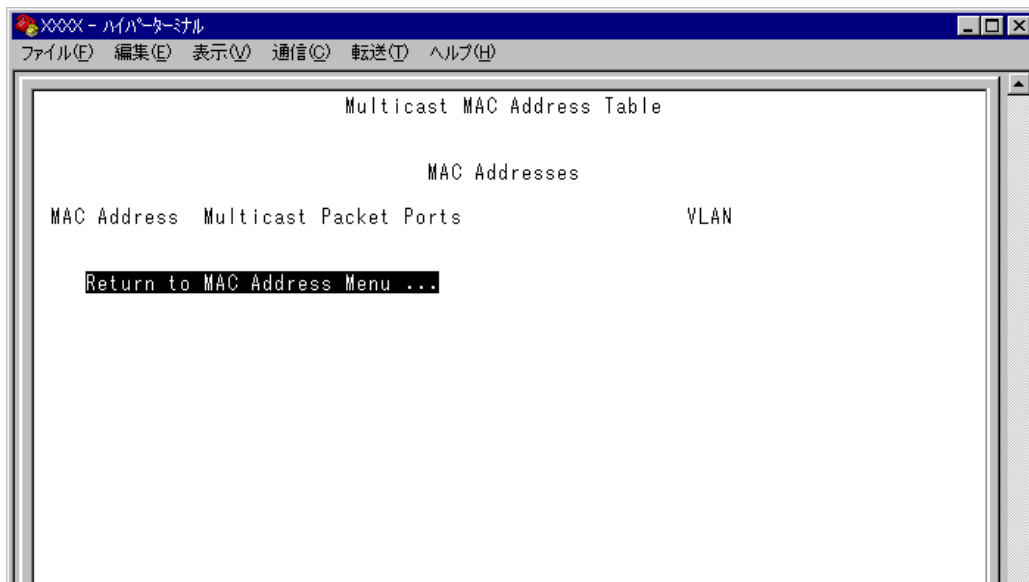 XXXX - ﾊｲﾊﾟｰﾀｰﾐﾅﾙ
ファイル(F) 編集(E) 表示(V) 通信(C) 転送(T) ヘルプ(H)
Multicast MAC Address Table
MAC Addresses
MAC Address Multicast Packet Ports VLAN
Return to MAC Address Menu ...